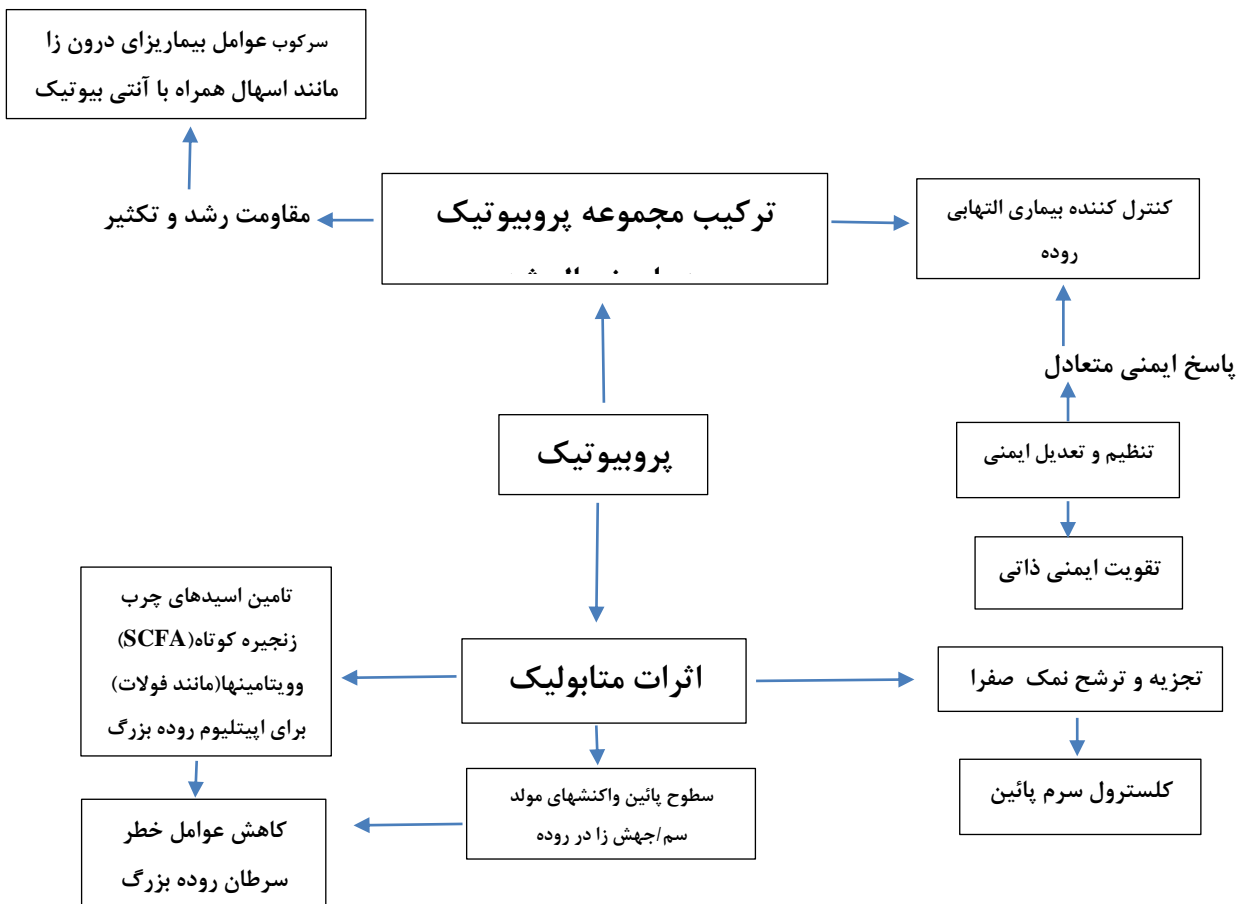 سرکوب عوامل بیماریزای درون زا
مانند اسهال همراه با آنتی بیوتیک
ترکیب مجموعه پروبیوتیک
مقاومت رشد و تکثیر
کنترل کننده بیماری التهابی
روده
پاسخ ایمنی متعادل
پروبیوتیک
تنظیم و تعدیل ایمنی
تقویت ایمنی ذاتی
تامین اسیدهای چرب
زنجیره کوتاه(SCFA)
وویتامینها(مانند فولات)
برای اپیتلیوم روده بزرگ
اثرات متابولیک
تجزیه و ترشح نمک صفرا
سطوح پائین واکنشهای مولد
سم/جهش زا در روده
کلسترول سرم پائین
کاهش عوامل خطر
سرطان روده بزرگ